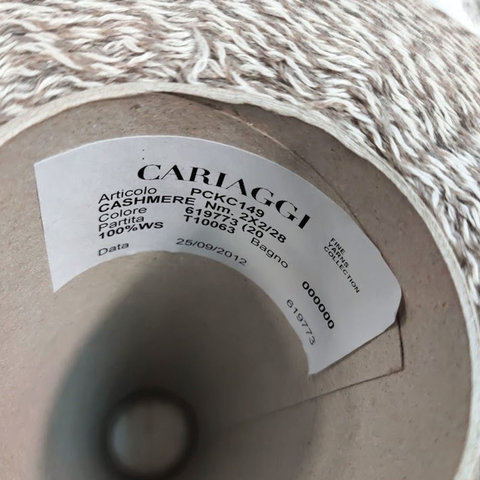 CARIAGGI
Articolo PCKC149
CASHMERE Nm. 2X2/28
Colore 619773 (20
Partita T10063 Bagno 000000
100%WS
Data 25/09/2012 619773
FINE
YARNS
COLLECTION